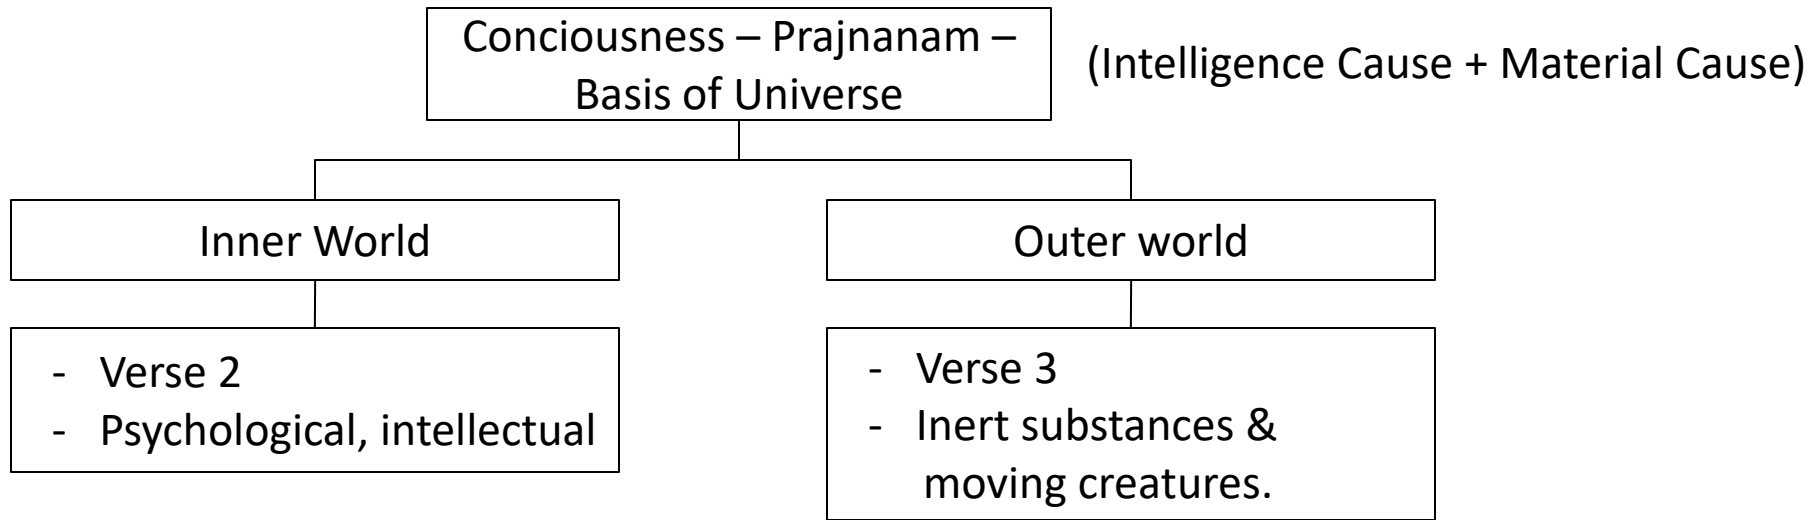 Conciousness – Prajnanam –
Basis of Universe
(Intelligence Cause + Material Cause)
Inner World
Outer world
- Verse 2
- Psychological, intellectual
- Verse 3
- Inert substances &
moving creatures.